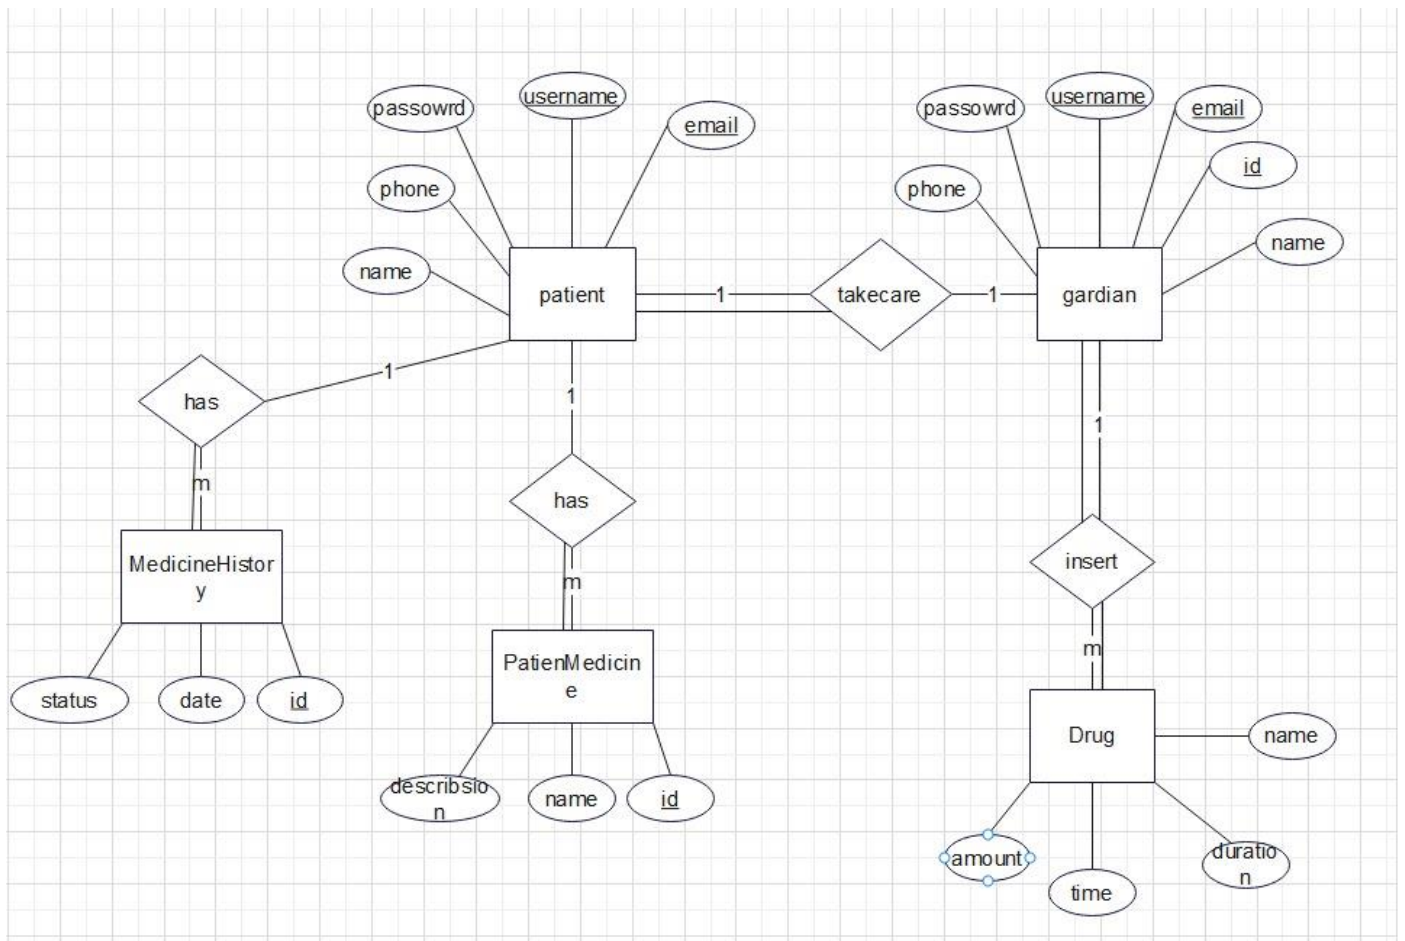 username
passowrd
email
phone
name
patient
1
takecare
1
username
passowrd
email
id
phone
name
gardian
1
has
1
1
m
has
insert
MedicineHistor
y
m
m
PatienMedicin
e
status
date
id
Drug
name
describsio
n
name
id
amount
duratio
n
time